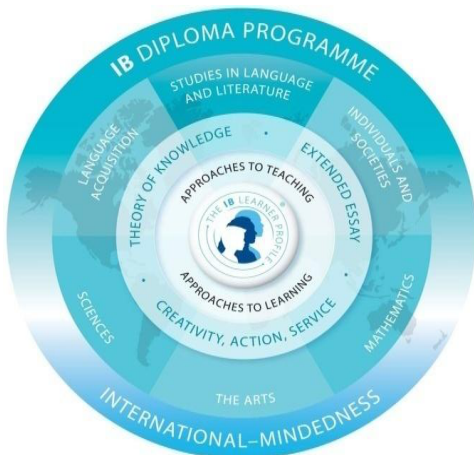 IB DIPLOMA PROGRAMME
STUDIES IN LANGUAGE
AND LITERATURE
LANGUAGE
ACQUISITION
INDIVIDUALS AND
SOCIETIES
THEORY OF KNOWLEDGE
EXTENDED ESSAY
APPROACHES TO TEACHING
THE IB LEARNER PROFILE
®
APPROACHES TO LEARNING
CREATIVITY, ACTION, SERVICE
SCIENCES
MATHEMATICS
THE ARTS
INTERNATIONAL–MINDEDNESS